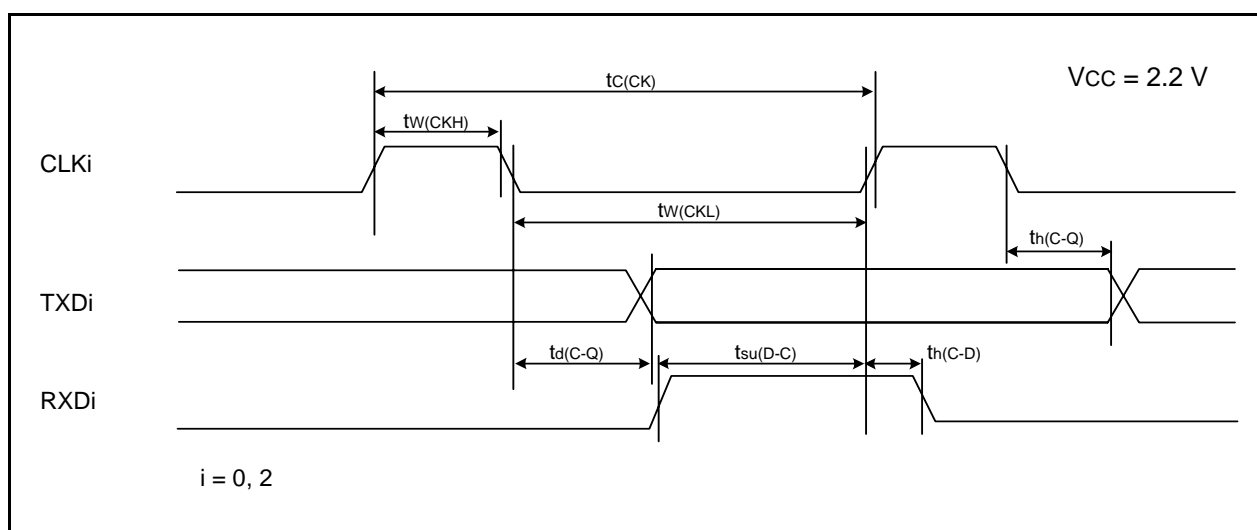 tC(CK)
VCC = 2.2 V
tW(CKH)
CLKi
tW(CKL)
th(C-Q)
TXDi
td(C-Q)
tsu(D-C)
th(C-D)
RXDi
i = 0, 2